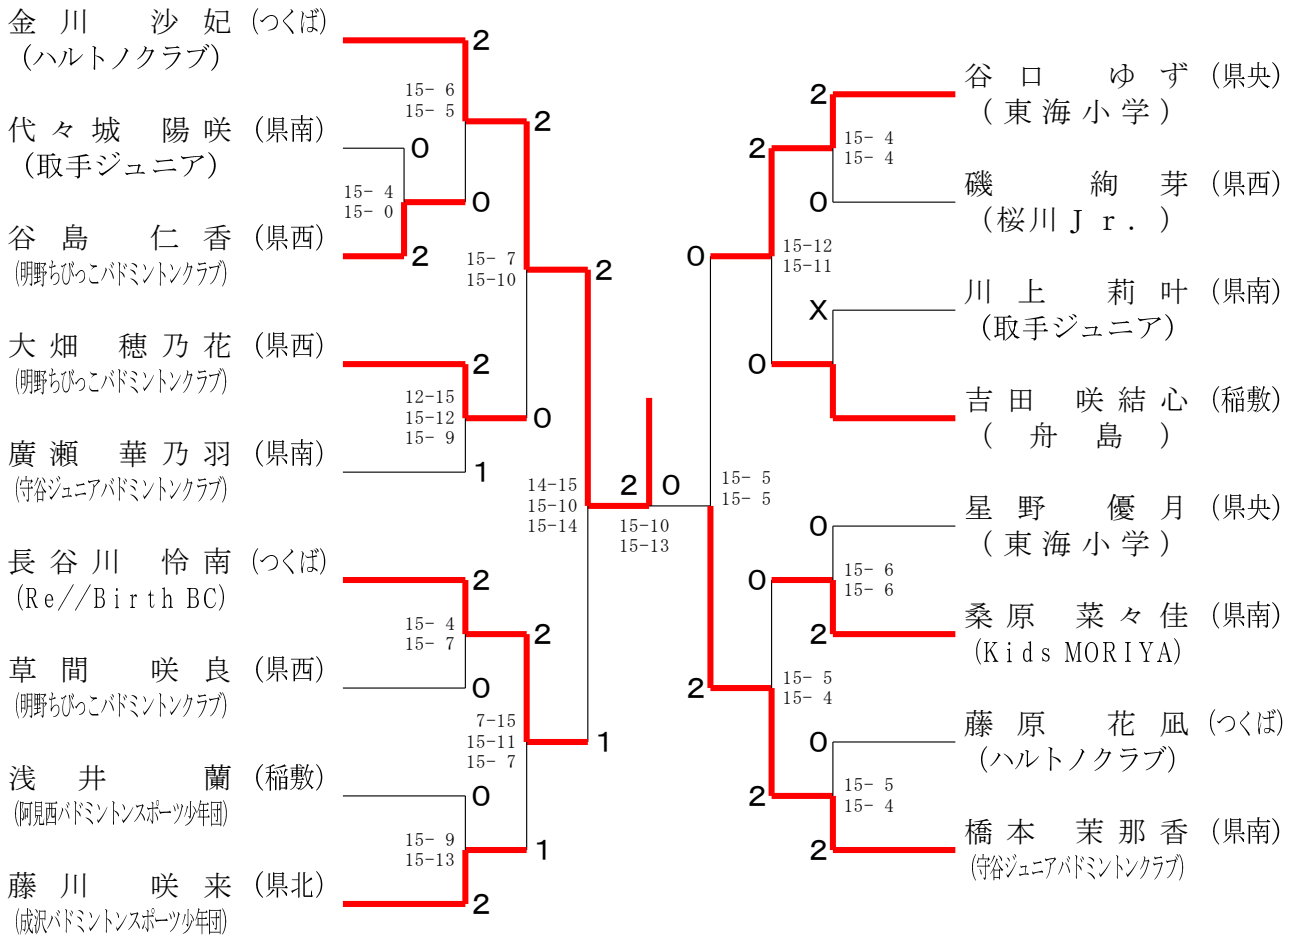 金川 沙妃 (つくば)
(ハルトノクラブ)
代々城 陽咲 (県南)
(取手ジュニア)
谷島 仁香 (県西)
(明野ちびっこバドミントンクラブ)
大畑 穂乃花 (県西)
(明野ちびっこバドミントンクラブ)
廣瀬 華乃羽 (県南)
(守谷ジュニアバドミントンクラブ)
長谷川 怜南 (つくば)
(Re//Birth BC)
草間 咲良 (県西)
(明野ちびっこバドミントンクラブ)
浅井 蘭 (稲敷)
(阿見西バドミントンスポーツ少年団)
藤川 咲来 (県北)
(成沢バドミントンスポーツ少年団)
2
15- 6
15- 5
2
0
15- 4
15- 0
0
2
15- 7
15-10
2
2
12-15
15-12
15- 9
0
1
14-15
15-10
15-14
2
15- 4
15- 7
2
0
7-15
15-11
15- 7
1
0
15- 9
15-13
1
2
2 0
15-10
15-13
2
15- 4
15- 4
2
0
0
15-12
15-11
X
0
15- 5
15- 5
0
15- 6
15- 6
0
2
2
15- 5
15- 4
0
15- 5
15- 4
2
2
谷口 ゆず (県央)
(東海小学)
磯 絢芽 (県西)
(桜川Jr.)
川上 莉叶 (県南)
(取手ジュニア)
吉田 咲結心 (稲敷)
(舟島)
星野 優月 (県央)
(東海小学)
桑原 菜々佳 (県南)
(Kids MORIYA)
藤原 花凪 (つくば)
(ハルトノクラブ)
橋本 茉那香 (県南)
(守谷ジュニアバドミントンクラブ)